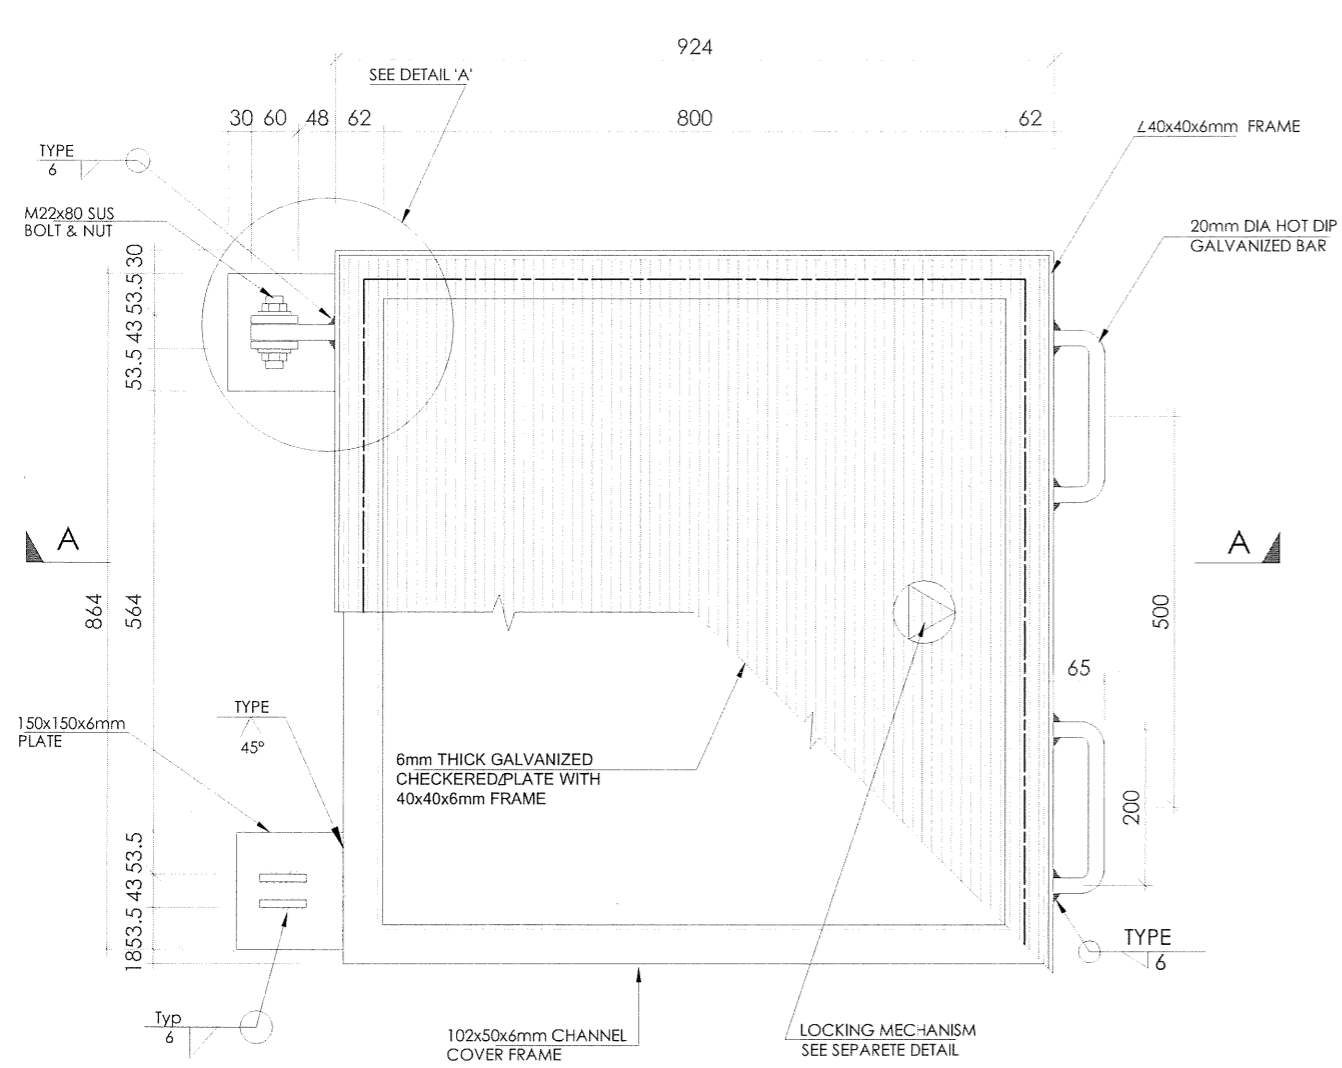 924
SEE DETAIL 'A'
30 60 48 62 800 62
∠40x40x6mm FRAME
TYPE
6
M22x80 SUS
BOLT & NUT
20mm DIA HOT DIP
GALVANIZED BAR
30
53.5
43
53.5
A
A
864
564
500
65
150x150x6mm
PLATE
TYPE
45°
6mm THICK GALVANIZED
CHECKERED PLATE WITH
40x40x6mm FRAME
200
53.5
43
53.5
18
TYPE
6
Typ
6
102x50x6mm CHANNEL
COVER FRAME
LOCKING MECHANISM
SEE SEPARETE DETAIL